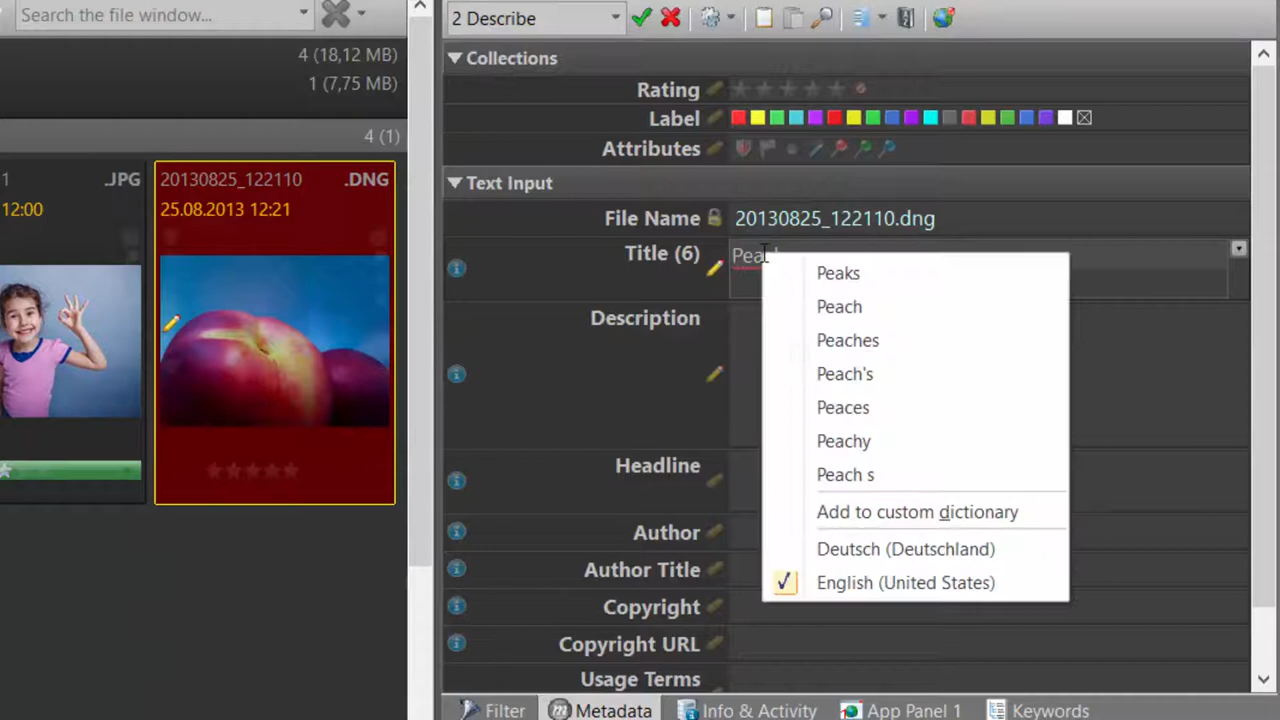 Search the file window...
4 (18,12 MB)
1 (7,75 MB)
4 (1)
1 .JPG
12:00
20130825_122110 .DNG
25.08.2013 12:21
2 Describe
Collections
Rating
Label
Attributes
Text Input
File Name 20130825_122110.dng
Title (6)
Description
Headline
Author
Author Title
Copyright
Copyright URL
Usage Terms
Peaks
Peach
Peaches
Peach's
Peaces
Peachy
Peach s
Add to custom dictionary
Deutsch (Deutschland)
English (United States)
Filter
Metadata
Info & Activity
App Panel 1
Keywords